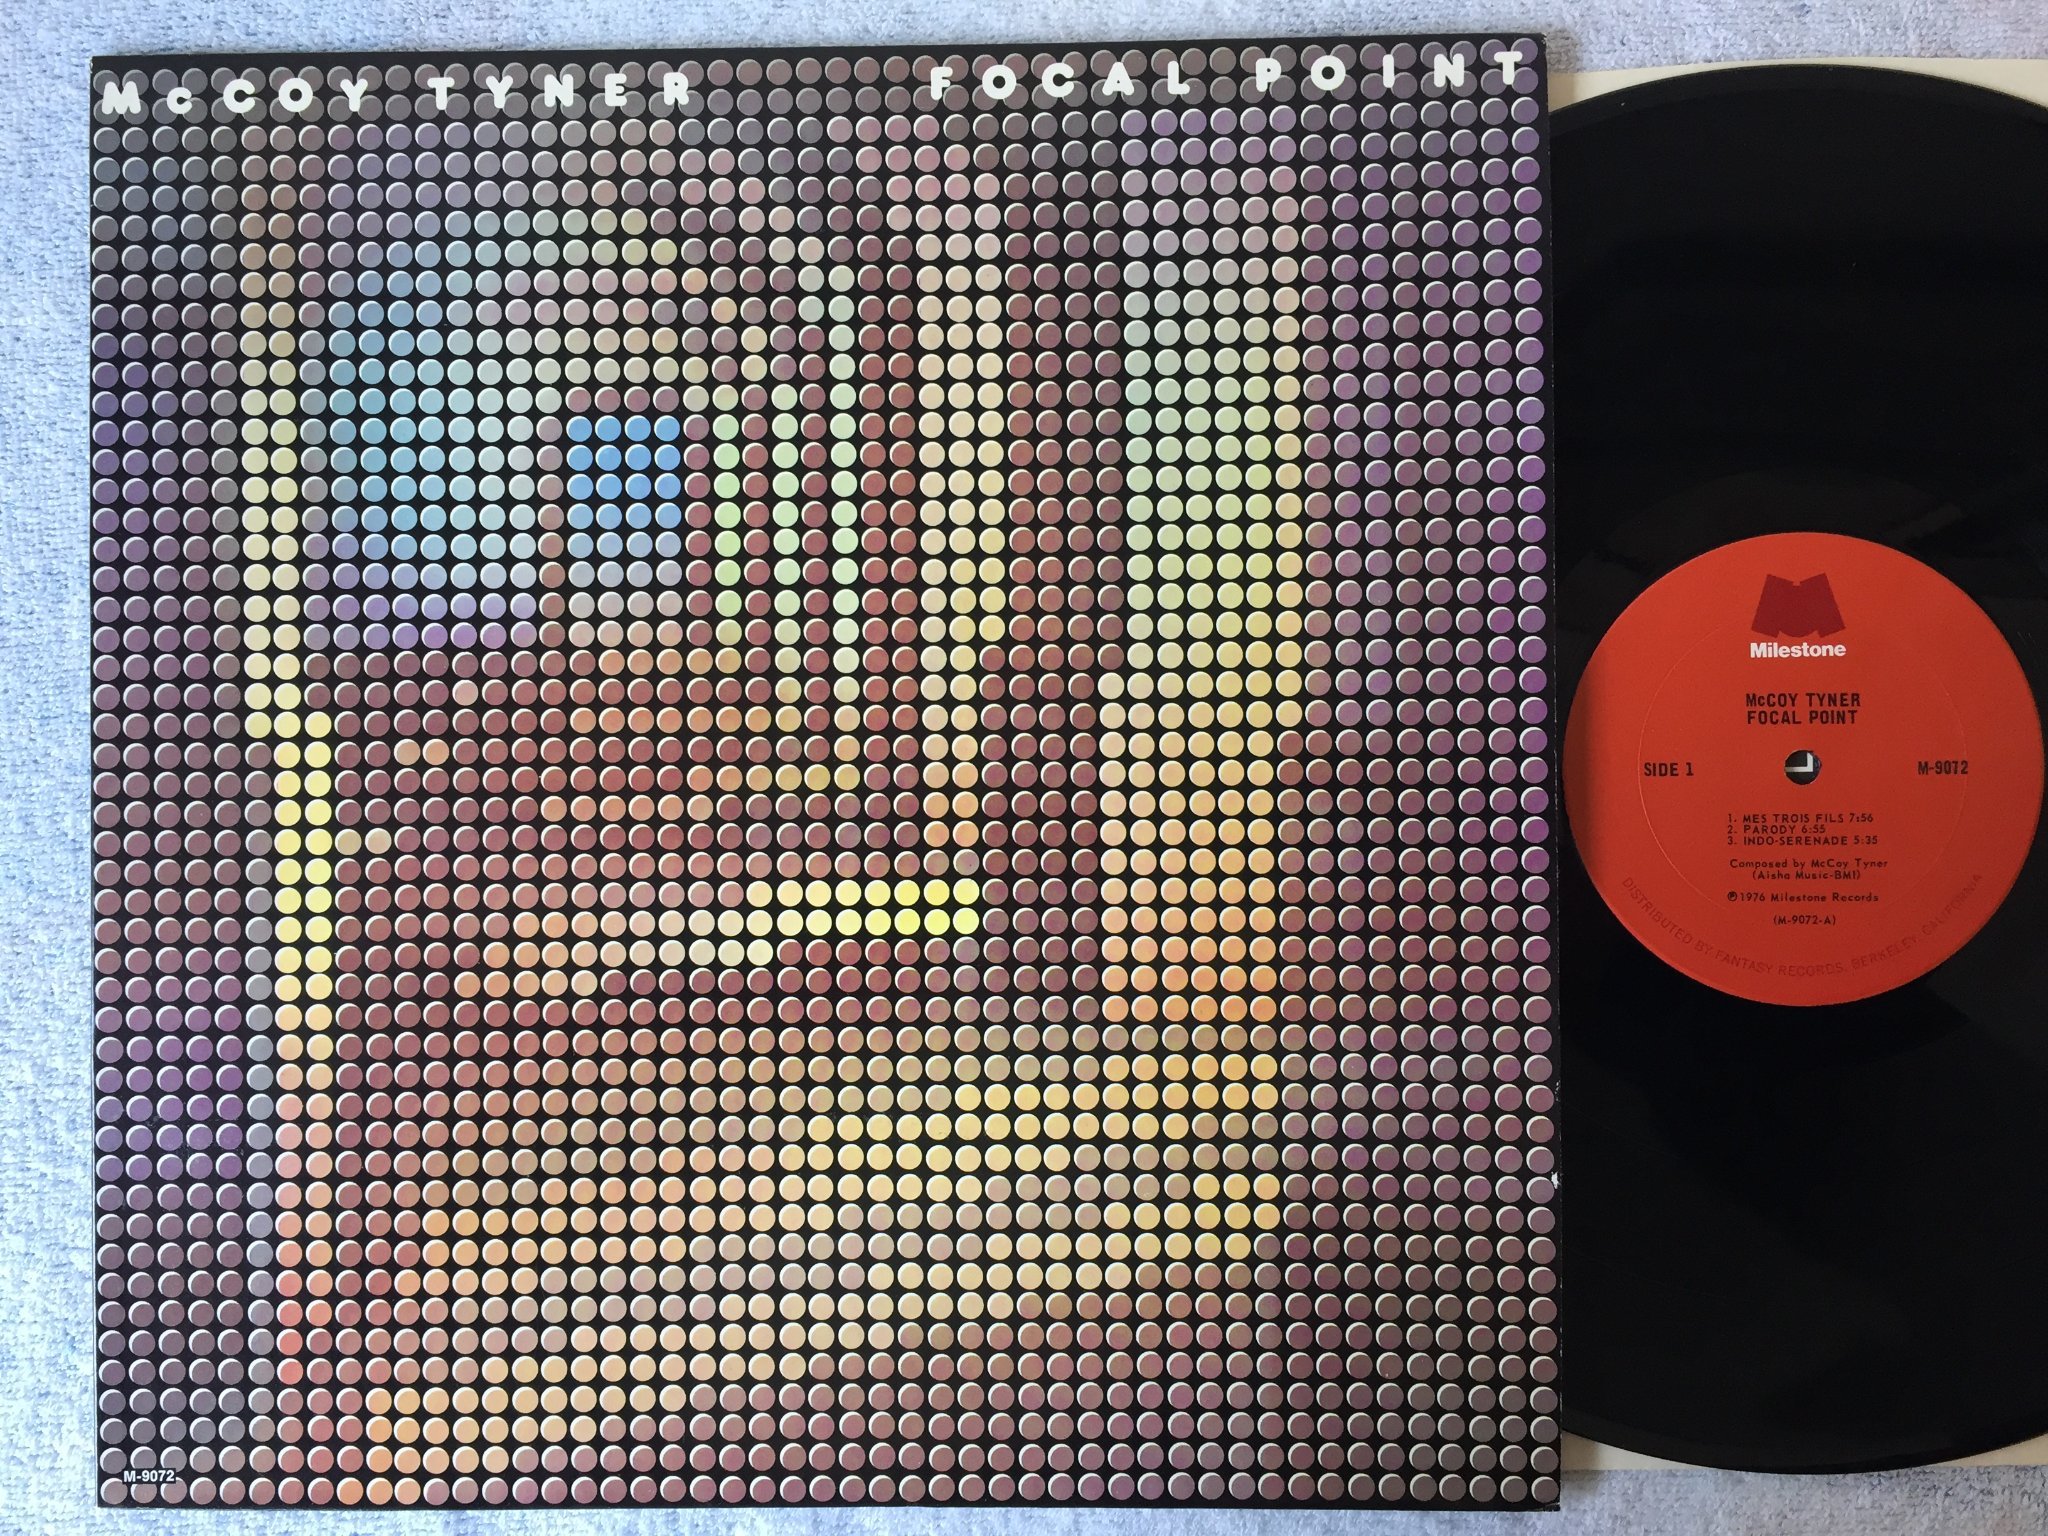 McCOY TYNER FOCAL POINT
M-9072
Milestone
McCOY TYNER
FOCAL POINT
SIDE 1
M-9072
1. MES TROIS FILS 7:56
2. PARODY 6:55
3. INDO-SERENADE 5:35
Composed by McCoy Tyner
(Aisha Music-BMI)
℗1976 Milestone Records
(M-9072-A)
DISTRIBUTED BY FANTASY RECORDS, BERKELEY, CALIFORNIA